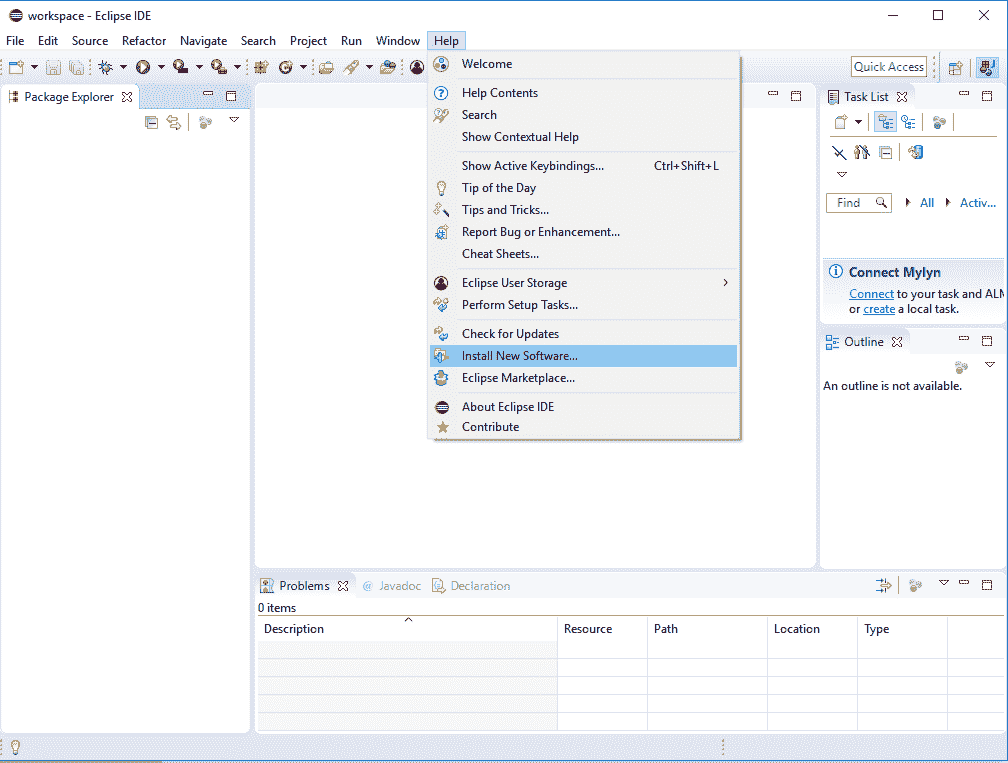 workspace - Eclipse IDE
File Edit Source Refactor Navigate Search Project Run Window Help
Quick Access
Package Explorer
Welcome
Help Contents
Search
Show Contextual Help
Show Active Keybindings... Ctrl+Shift+L
Tip of the Day
Tips and Tricks...
Report Bug or Enhancement...
Cheat Sheets...
Eclipse User Storage
Perform Setup Tasks...
Check for Updates
Install New Software...
Eclipse Marketplace...
About Eclipse IDE
Contribute
Task List
Find All Activ...
Connect Mylyn
Connect to your task and ALM
or create a local task.
Outline
An outline is not available.
Problems Javadoc Declaration
0 items
Description Resource Path Location Type